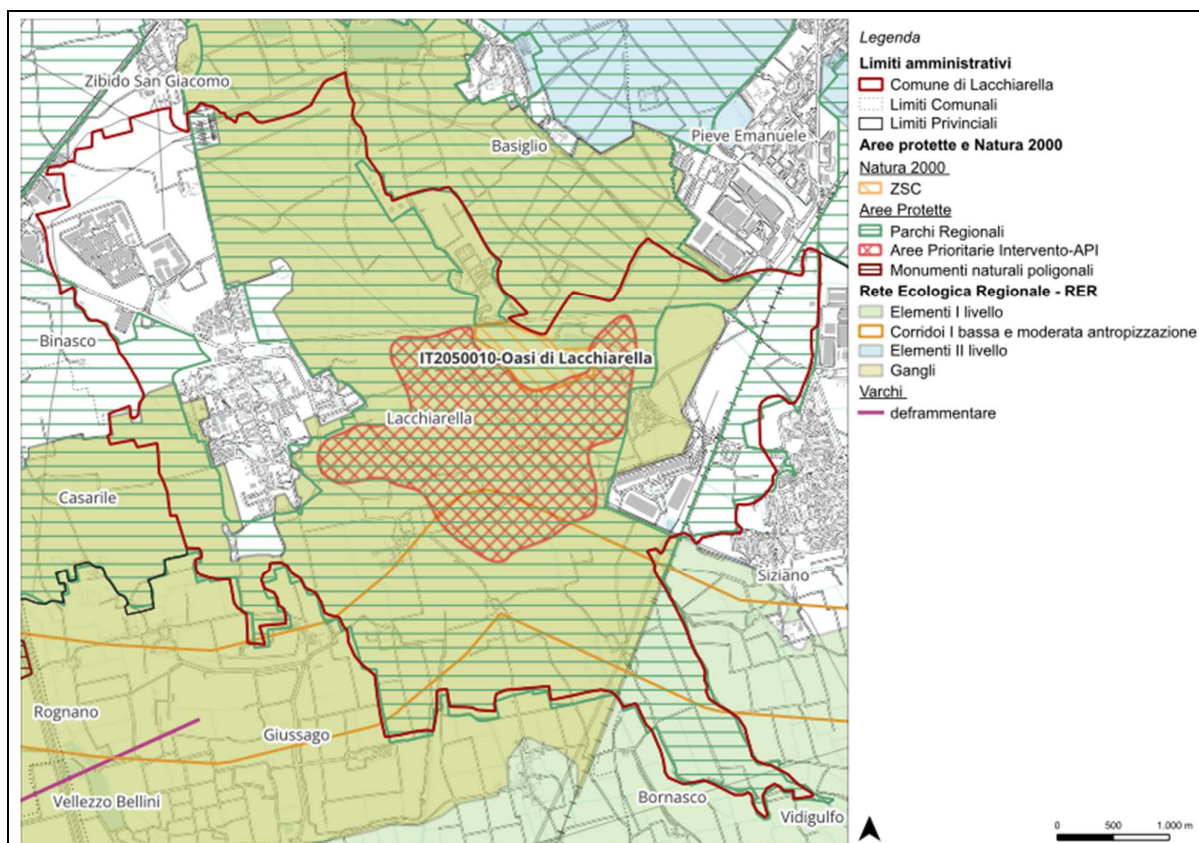 Zibido San Giacomo
Basiglio
Pieve Emanuele
Binasco
IT2050010-Oasi di Lacchiarella
Lacchiarella
Casarile
Siziano
Rognano
Giussago
Vellezzo Bellini
Bornasco
Vidigulfo
Legenda
Limiti amministrativi
Comune di Lacchiarella
Limiti Comunali
Limiti Privinciali
Aree protette e Natura 2000
Natura 2000
ZSC
Aree Protette
Parchi Regionali
Aree Prioritarie Intervento-API
Monumenti naturali poligonali
Rete Ecologica Regionale - RER
Elementi I livello
Corridoi I bassa e moderata antropizzazione
Elementi II livello
Gangli
Varchi
deframmentare
0 500 1.000 m